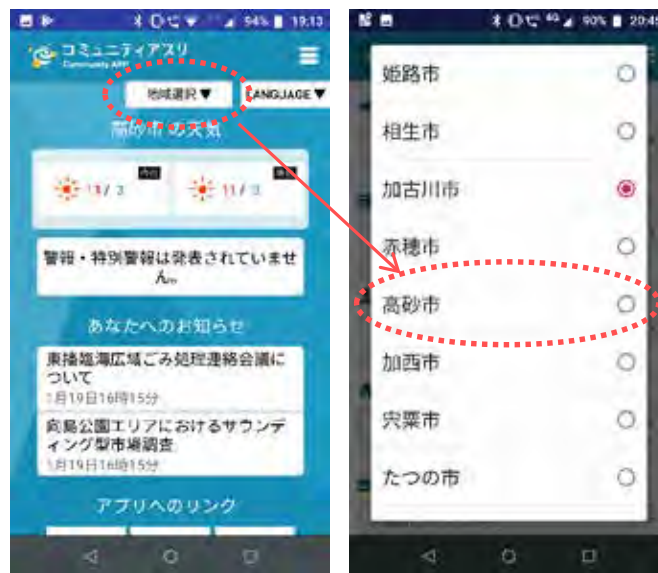 94% 19:13
コミュニティアプリ
Community APP
地域選択▼
LANGUAGE ▼
高砂市の天気
今日
11 / 3
警報・特別警報は発表されていませ
ん。
あなたへのお知らせ
東播臨海広域ごみ処理連絡会議に
ついて
1月19日16時15分
向島公園エリアにおけるサウンデ
ィング型市場調査
1月19日16時15分
アプリへのリンク
4G 90% 20:45
姫路市
相生市
加古川市
赤穂市
高砂市
加西市
宍粟市
たつの市